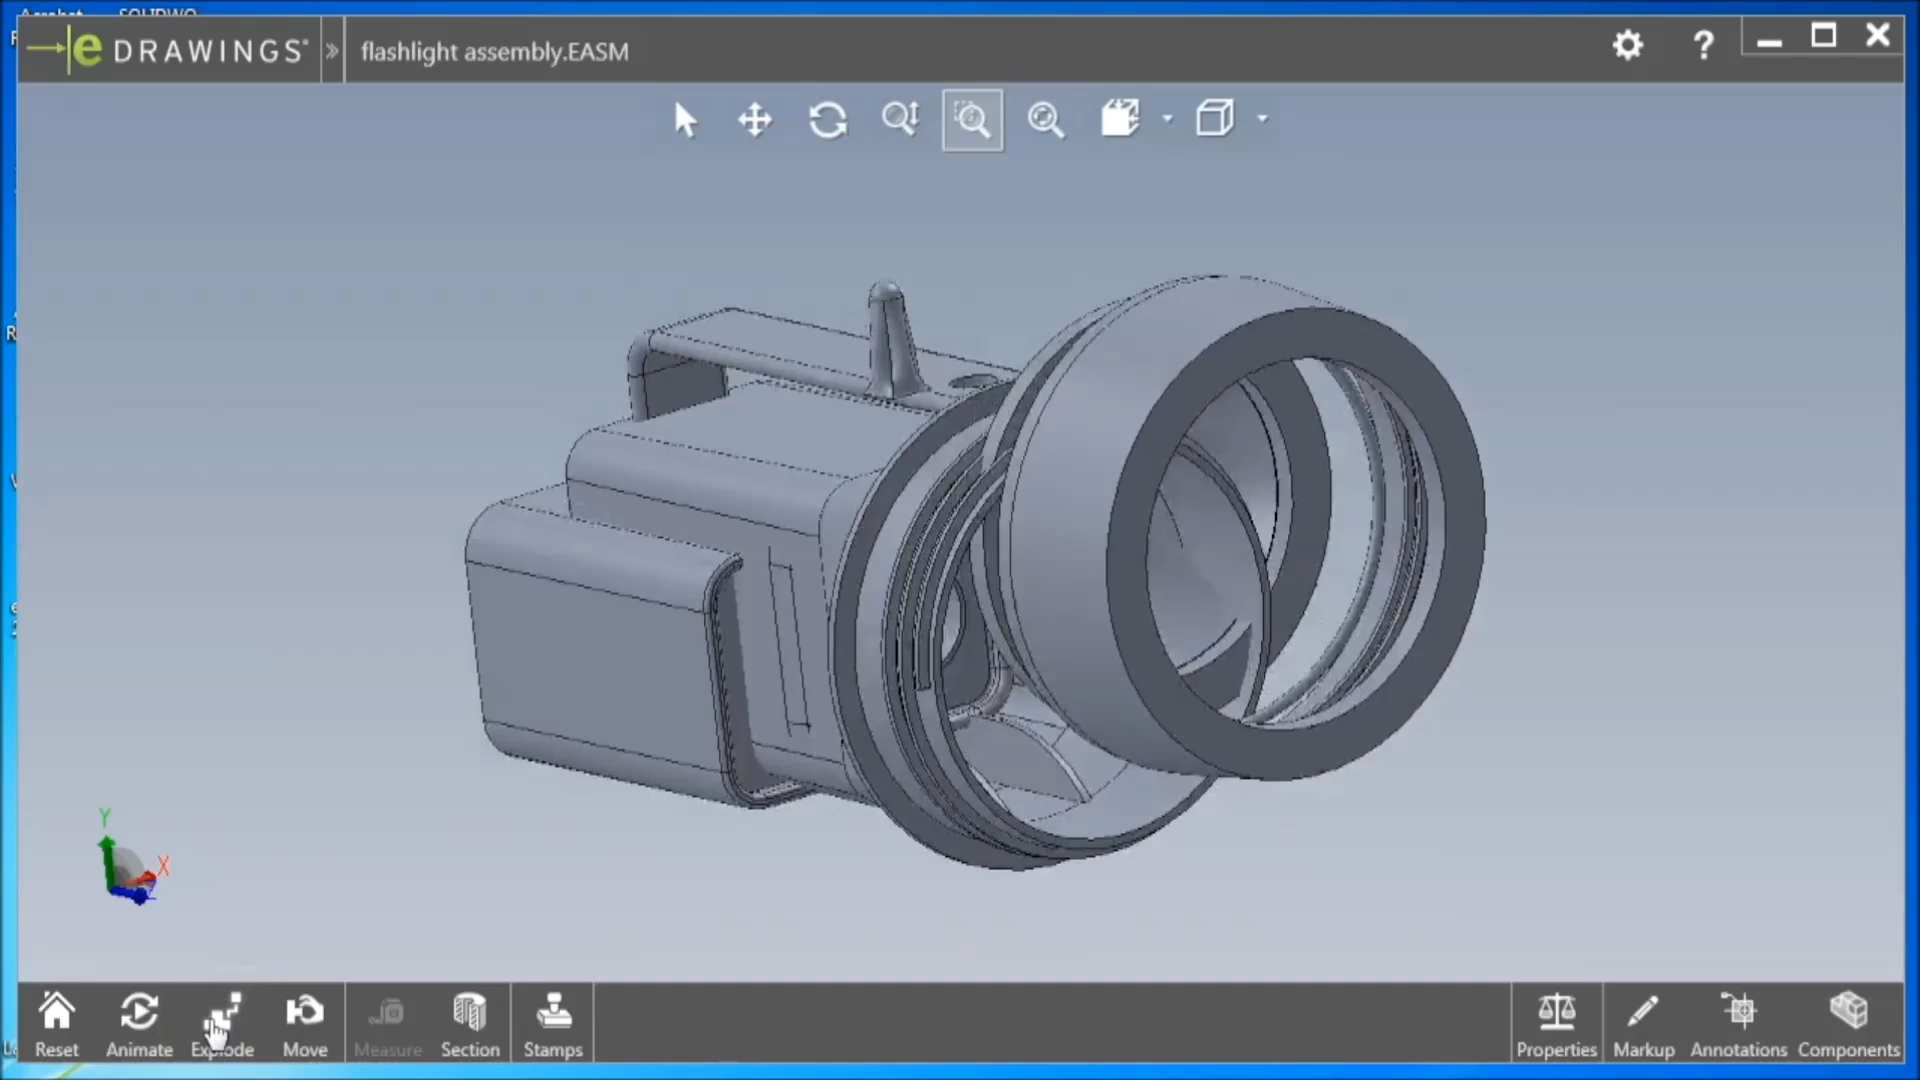 eDRAWINGS® » flashlight assembly.EASM ?
Y
X
Reset Animate Explode Move Measure Section Stamps Properties Markup Annotations Components